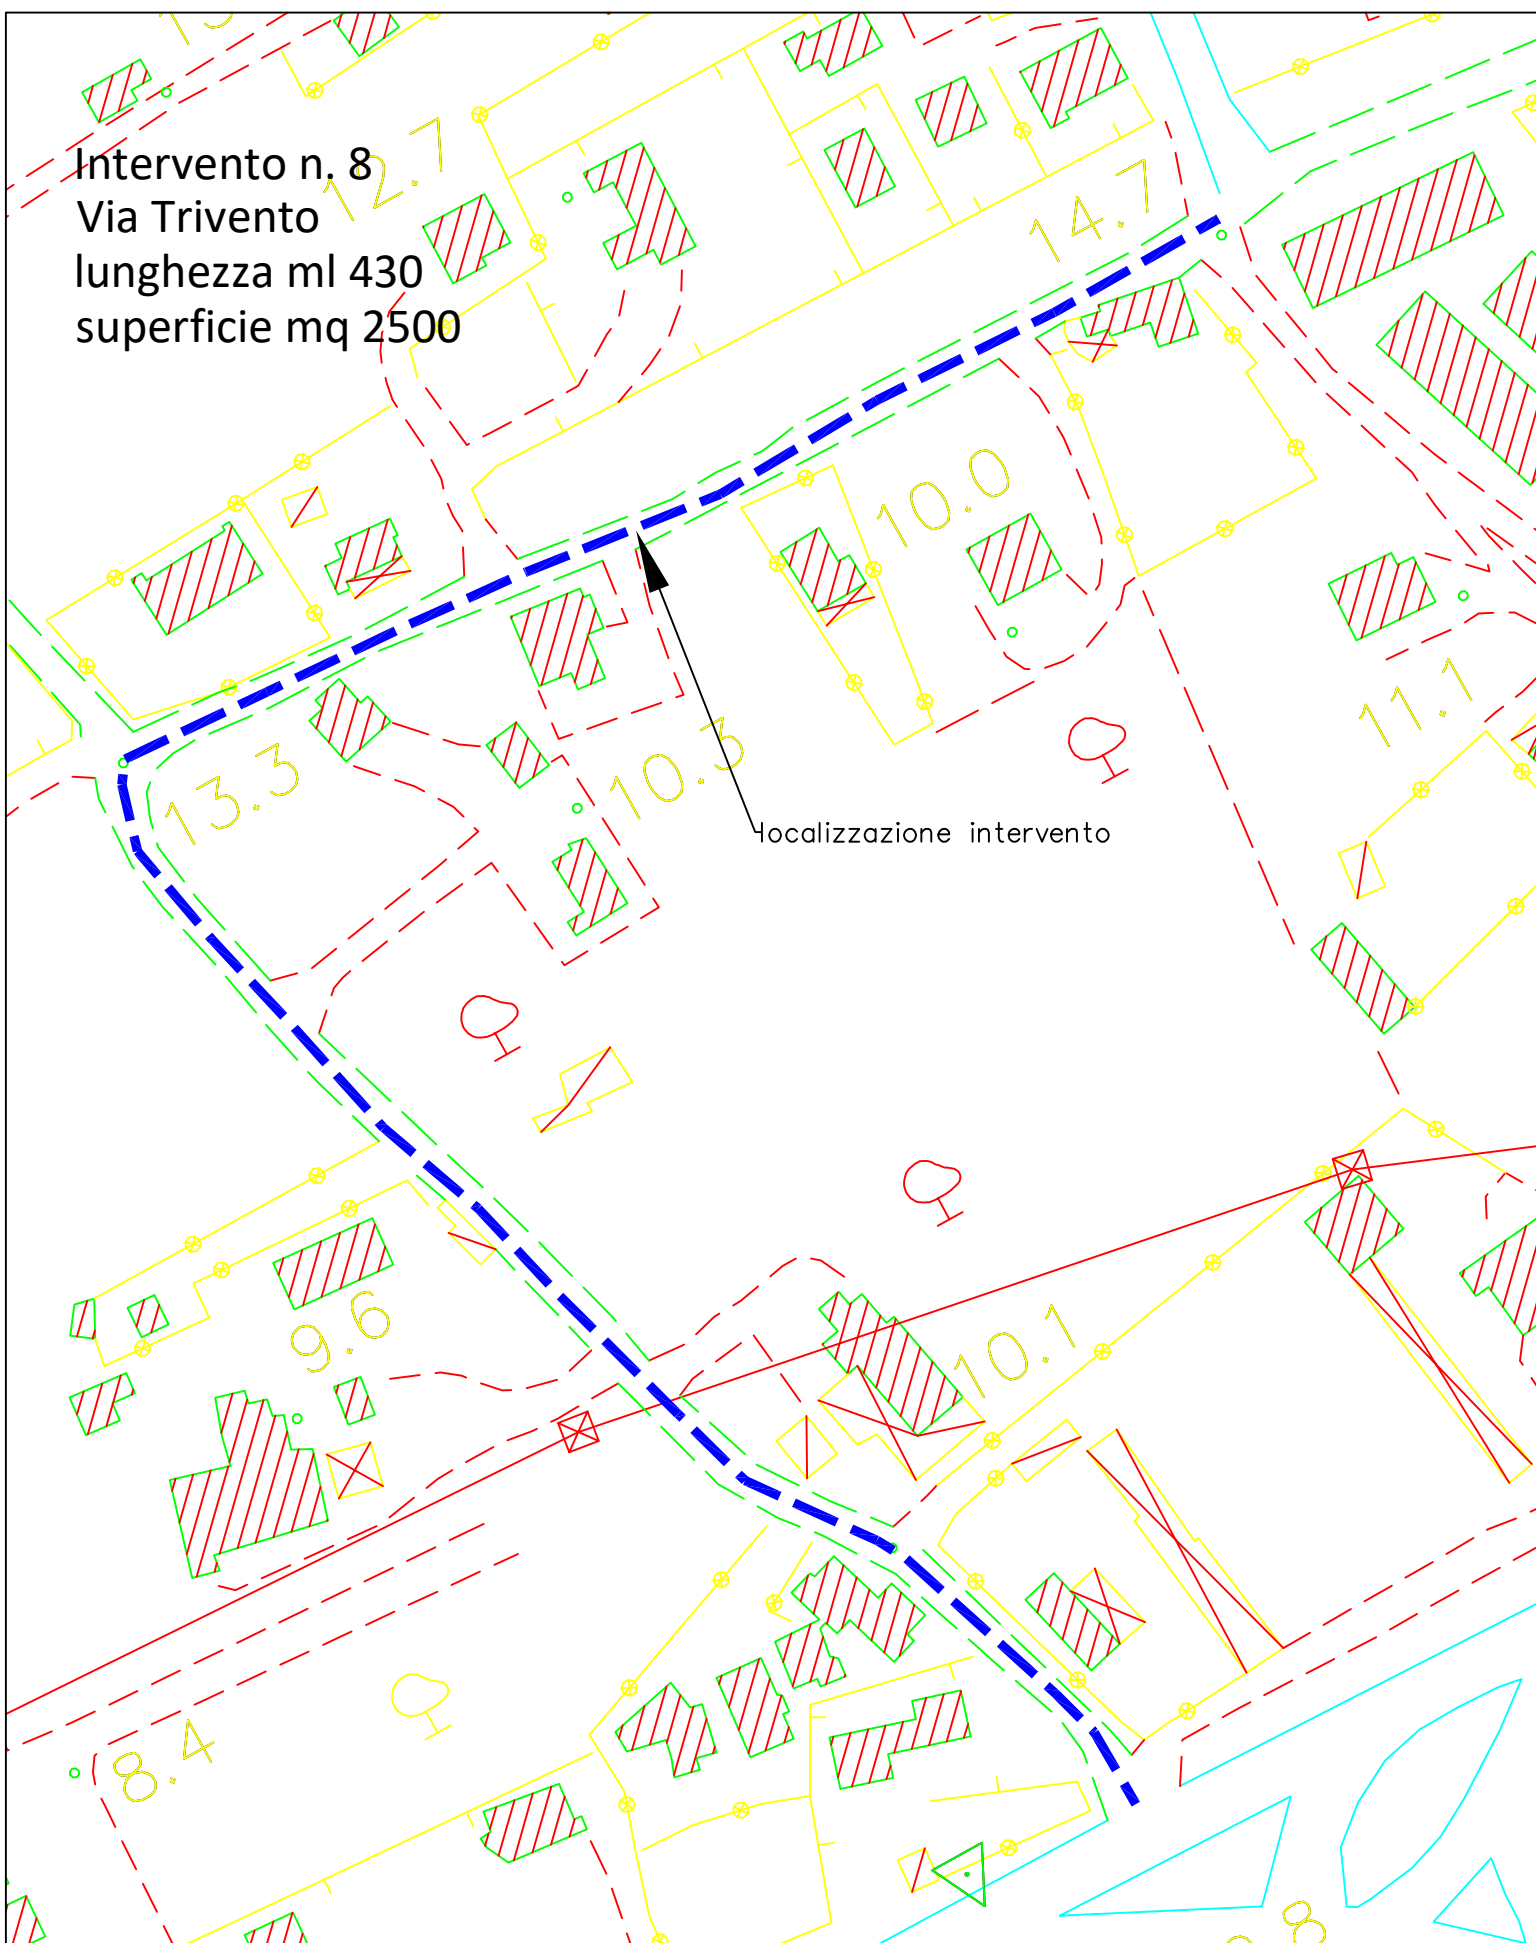 Intervento n. 8
Via Trivento
lunghezza ml 430
superficie mq 2500
12.7
14.7
10.0
11.1
10.3
13.3
localizzazione intervento
9.6
10.1
8.4